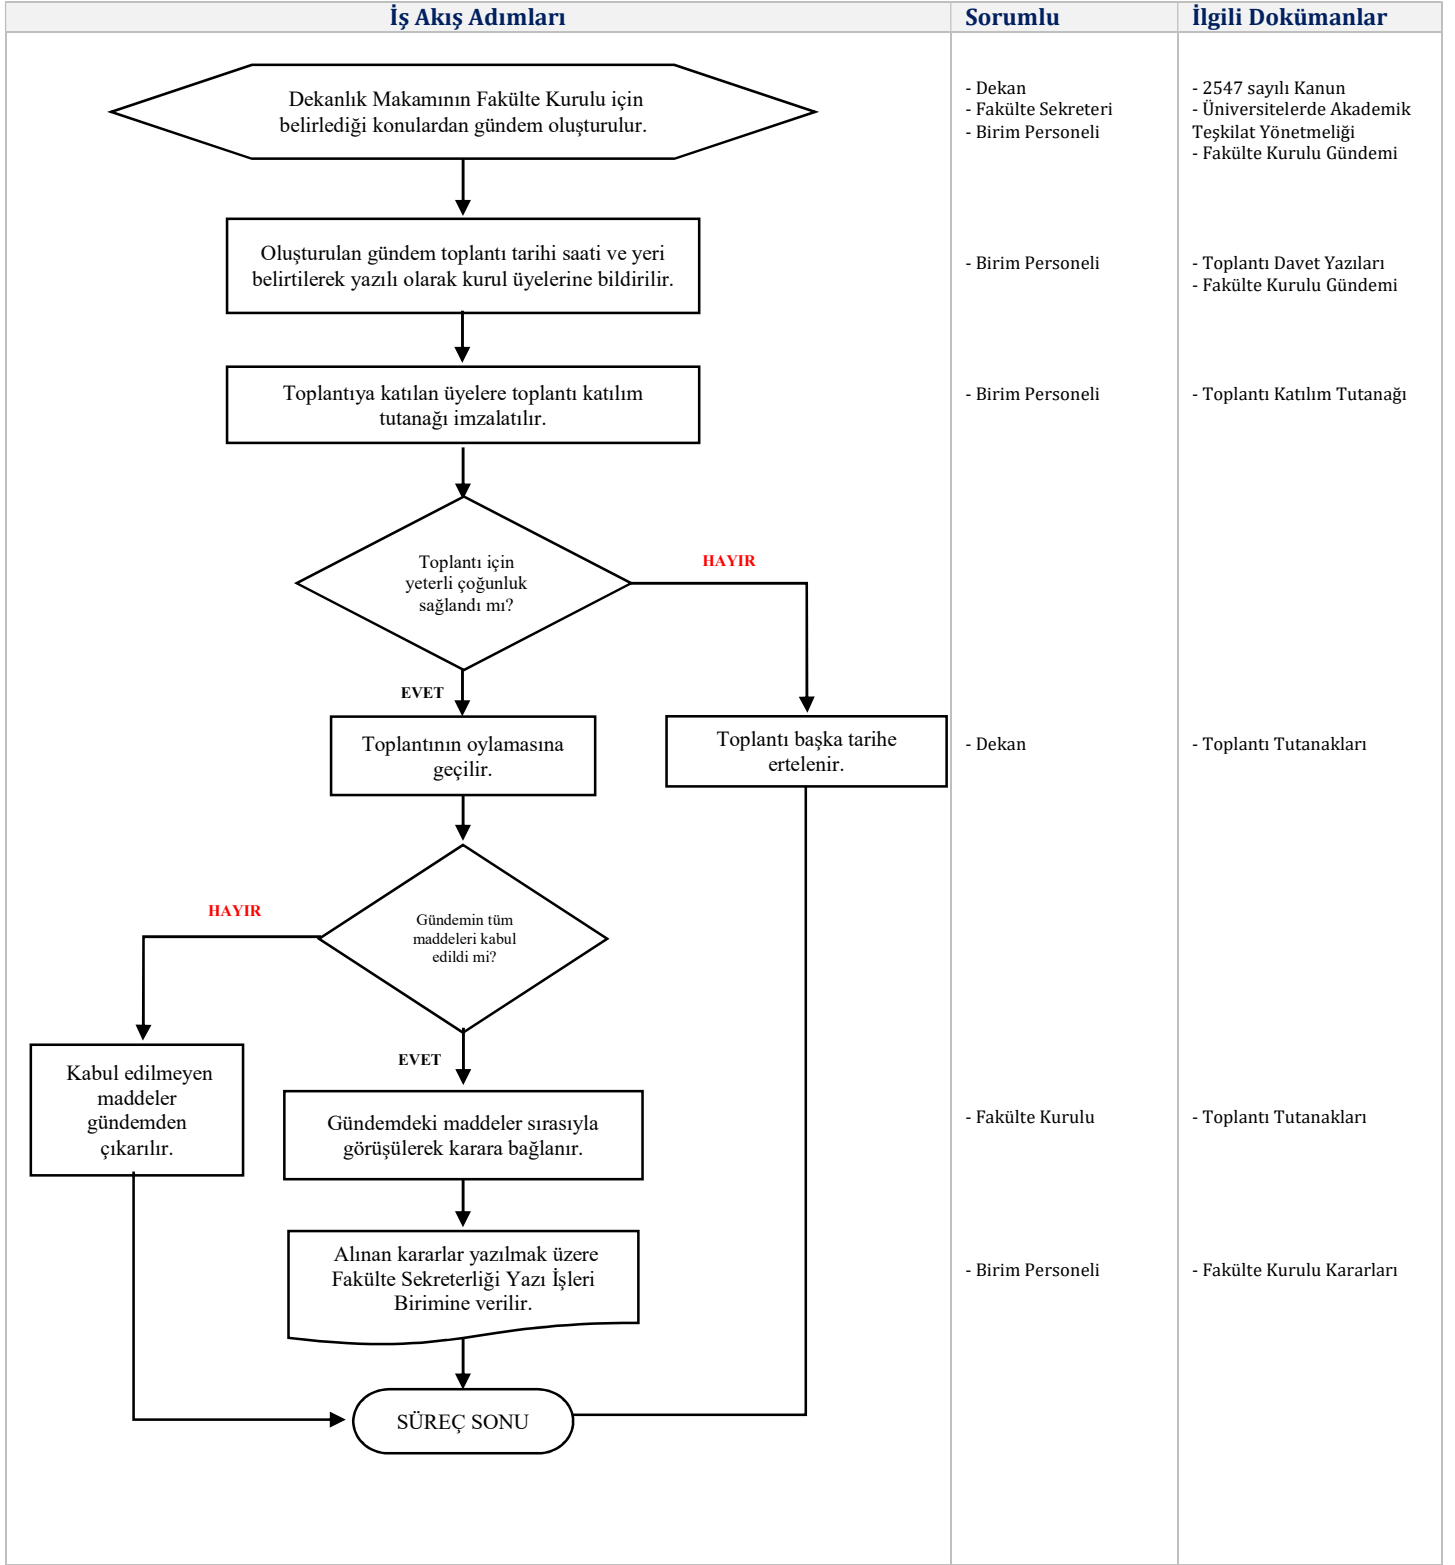 İş Akış Adımları
Sorumlu
İlgili Dokümanlar
Dekanlık Makamının Fakülte Kurulu için
belirlediği konulardan gündem oluşturulur.
- Dekan
- Fakülte Sekreteri
- Birim Personeli
- 2547 sayılı Kanun
- Üniversitelerde Akademik
Teşkilat Yönetmeliği
- Fakülte Kurulu Gündemi
Oluşturulan gündem toplantı tarihi saati ve yeri
belirtilerek yazılı olarak kurul üyelerine bildirilir.
- Birim Personeli
- Toplantı Davet Yazıları
- Fakülte Kurulu Gündemi
Toplantıya katılan üyelere toplantı katılım
tutanağı imzalatılır.
- Birim Personeli
- Toplantı Katılım Tutanağı
Toplantı için
yeterli çoğunluk
sağlandı mı?
HAYIR
EVET
Toplantının oylamasına
geçilir.
Toplantı başka tarihe
ertelenir.
- Dekan
- Toplantı Tutanakları
HAYIR
Gündemin tüm
maddeleri kabul
edildi mi?
EVET
Kabul edilmeyen
maddeler
gündemden
çıkarılır.
Gündemdeki maddeler sırasıyla
görüşülerek karara bağlanır.
- Fakülte Kurulu
- Toplantı Tutanakları
Alınan kararlar yazılmak üzere
Fakülte Sekreterliği Yazı İşleri
Birimine verilir.
- Birim Personeli
- Fakülte Kurulu Kararları
SÜREÇ SONU